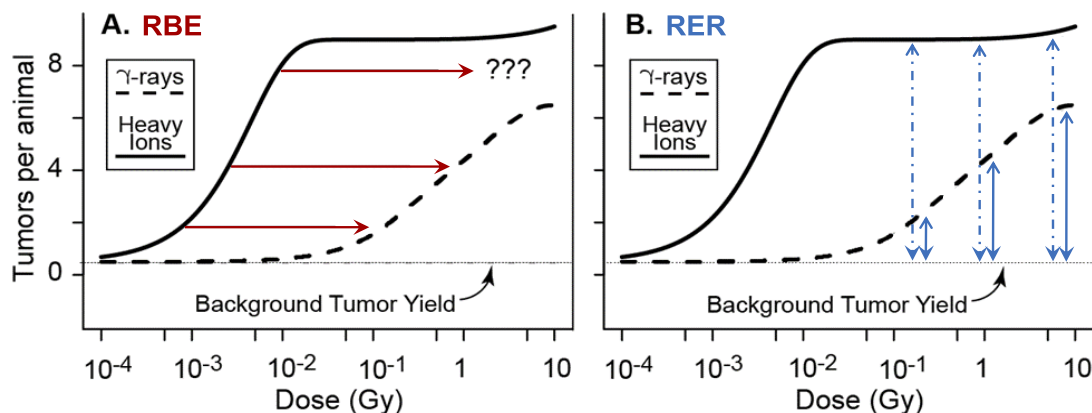 A. RBE
γ-rays
Heavy
Ions
???
Background Tumor Yield
Tumors per animal
8
4
0
10-4
10-3
10-2
10-1
1
10
Dose (Gy)
B. RER
γ-rays
Heavy
Ions
Background Tumor Yield
10-4
10-3
10-2
10-1
1
10
Dose (Gy)